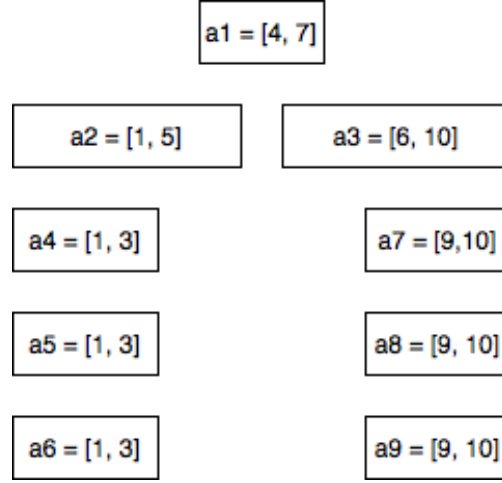 a1 = [4, 7]
a2 = [1, 5] a3 = [6, 10]
a4 = [1, 3] a7 = [9,10]
a5 = [1, 3] a8 = [9, 10]
a6 = [1, 3] a9 = [9, 10]